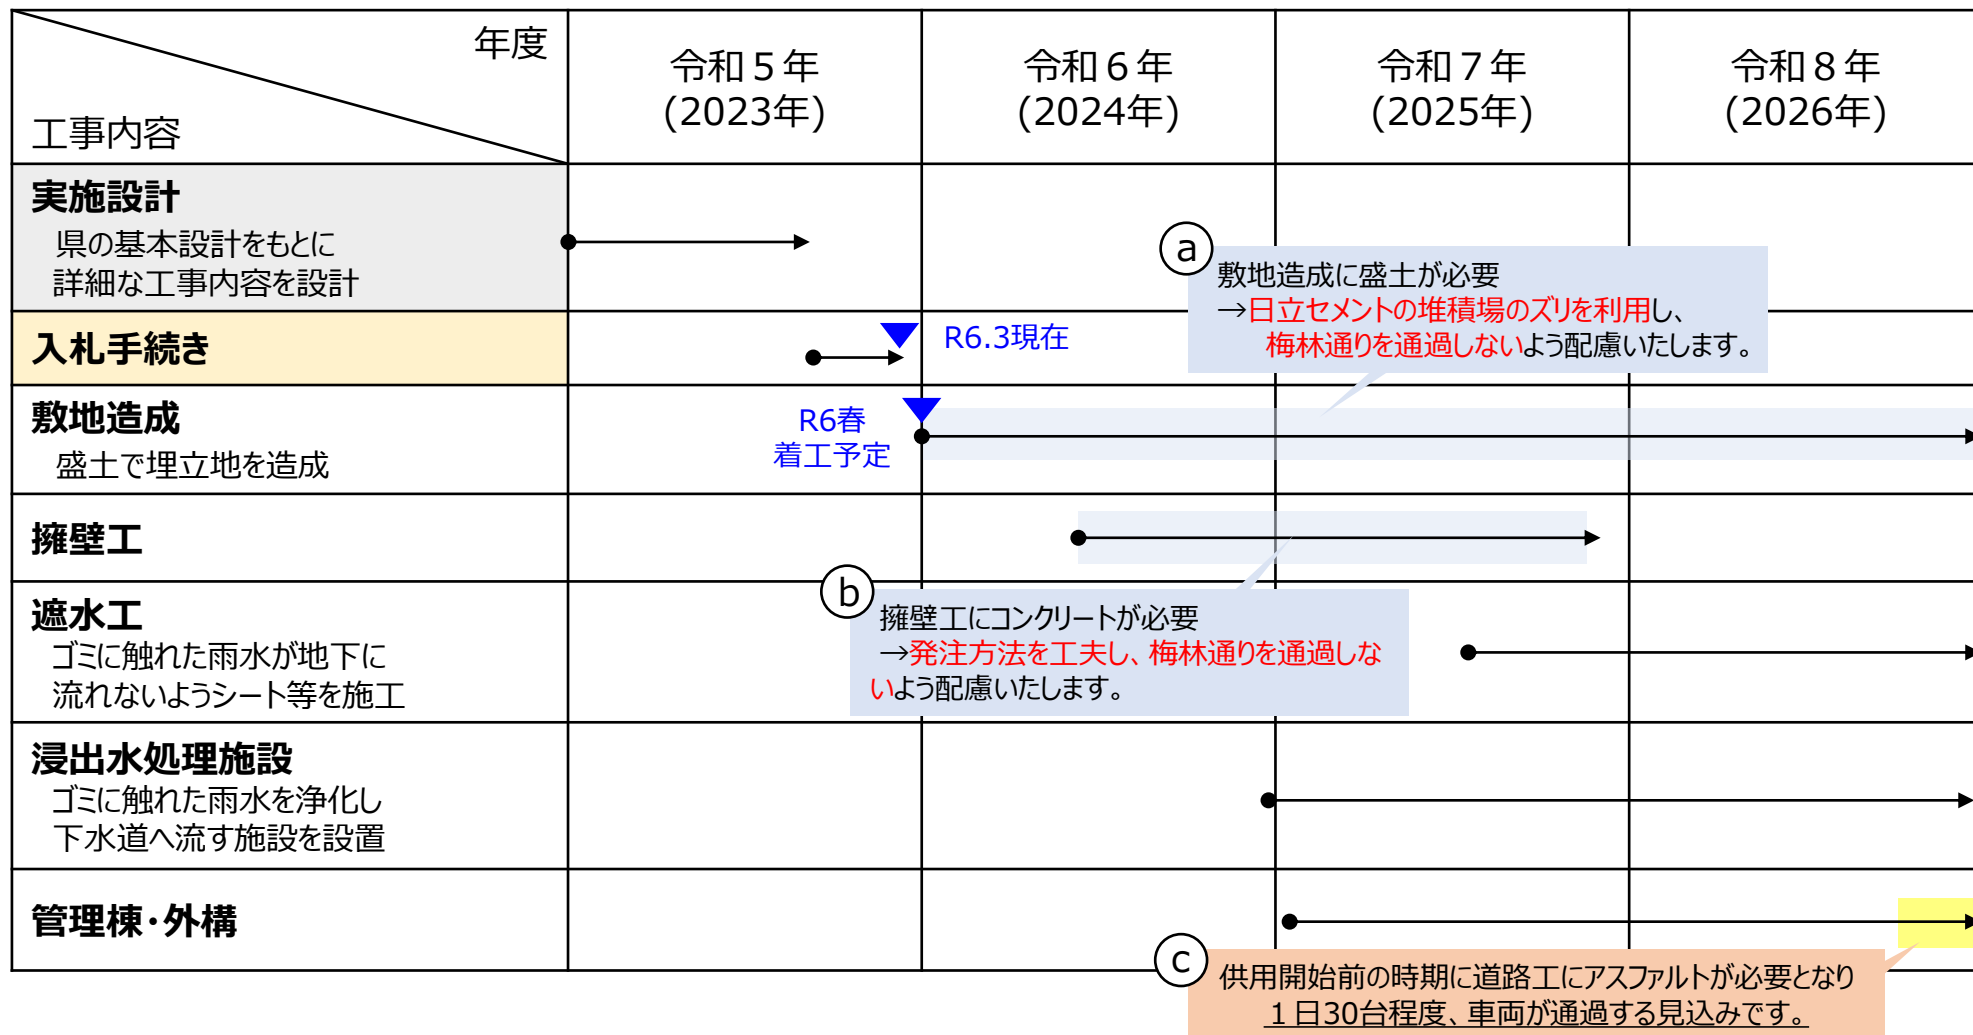 年度
工事内容
令和５年
(2023年)
令和６年
(2024年)
令和７年
(2025年)
令和８年
(2026年)
実施設計
県の基本設計をもとに
詳細な工事内容を設計
ⓐ
敷地造成に盛土が必要
→日立セメントの堆積場のズリを利用し、
梅林通りを通過しないよう配慮いたします。
入札手続き
R6.3現在
敷地造成
盛土で埋立地を造成
R6春
着工予定
擁壁工
ⓑ
擁壁工にコンクリートが必要
→発注方法を工夫し、梅林通りを通過しな
いよう配慮いたします。
遮水工
ゴミに触れた雨水が地下に
流れないようシート等を施工
浸出水処理施設
ゴミに触れた雨水を浄化し
下水道へ流す施設を設置
管理棟・外構
ⓒ
供用開始前の時期に道路工にアスファルトが必要となり
１日30台程度、車両が通過する見込みです。